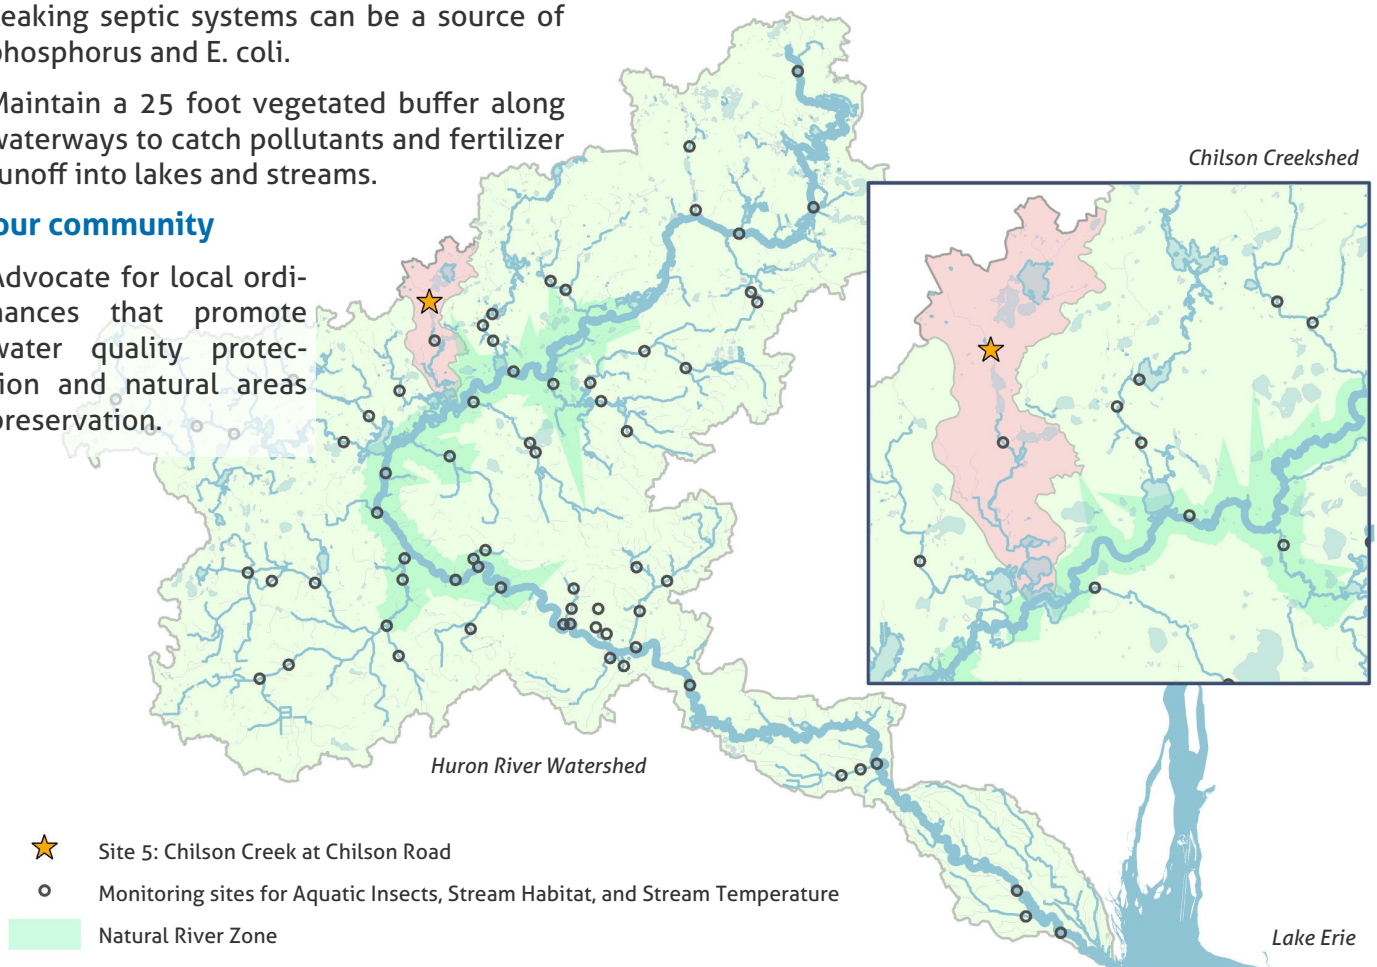 eaking septic systems can be a source of
phosphorus and E. coli.
Maintain a 25 foot vegetated buffer along
waterways to catch pollutants and fertilizer
unoff into lakes and streams.
our community
Advocate for local ordi-
nances that promote
water quality protec-
ion and natural areas
preservation.
Chilson Creekshed
Huron River Watershed
Site 5: Chilson Creek at Chilson Road
Monitoring sites for Aquatic Insects, Stream Habitat, and Stream Temperature
Natural River Zone
Lake Erie